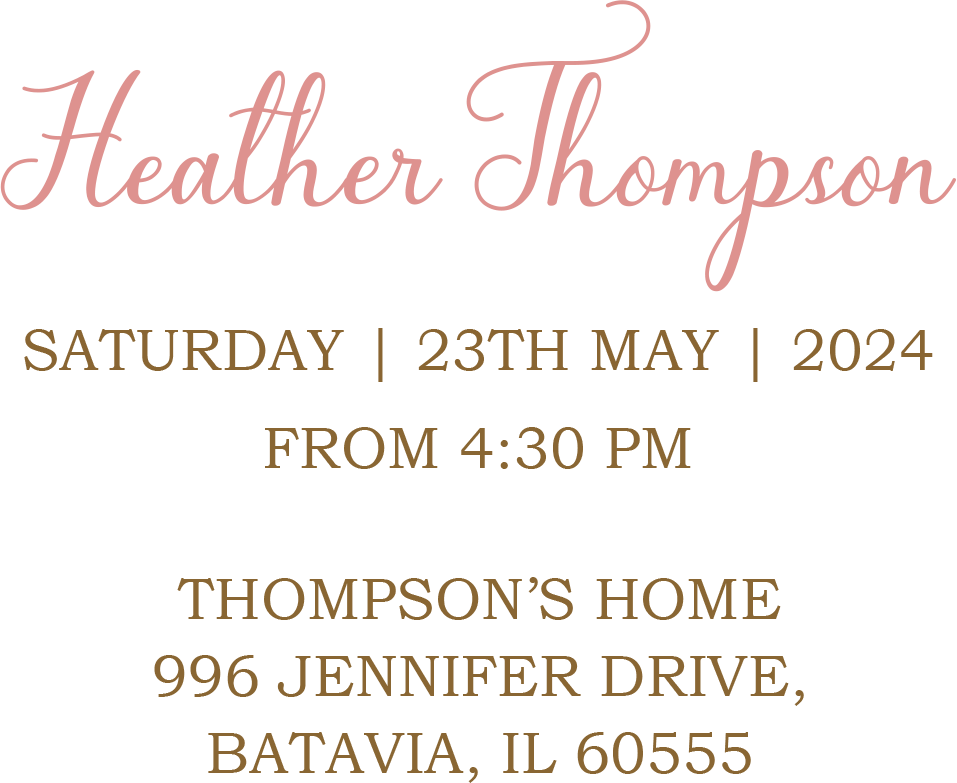 Heather Thompson
SATURDAY | 23TH MAY | 2024
FROM 4:30 PM
THOMPSON’S HOME
996 JENNIFER DRIVE,
BATAVIA, IL 60555